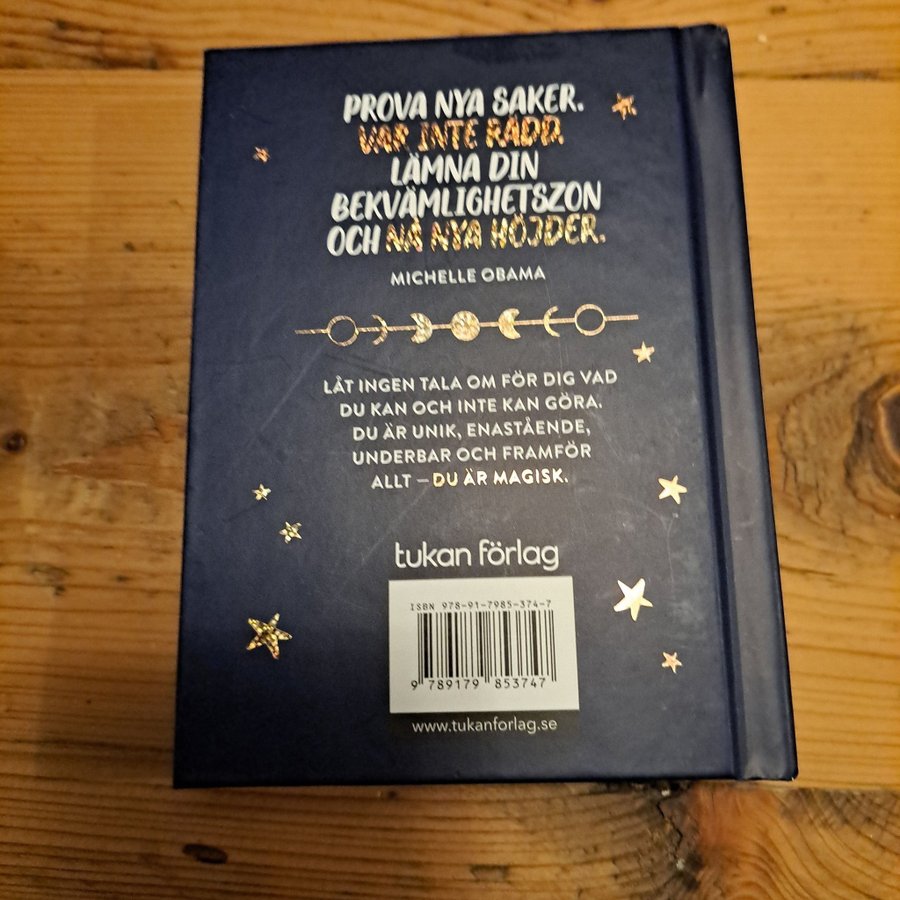 PROVA NYA SAKER.
VAR INTE RÄDD.
LÄMNA DIN
BEKVÄMLIGHETSZON
OCH NÅ NYA HÖJDER.
MICHELLE OBAMA
LÅT INGEN TALA OM FÖR DIG VAD
DU KAN OCH INTE KAN GÖRA.
DU ÄR UNIK, ENASTÅENDE,
UNDERBAR OCH FRAMFÖR
ALLT – DU ÄR MAGISK.
tukan förlag
ISBN 978-91-7985-374-7
9 789179 853747
www.tukanforlag.se